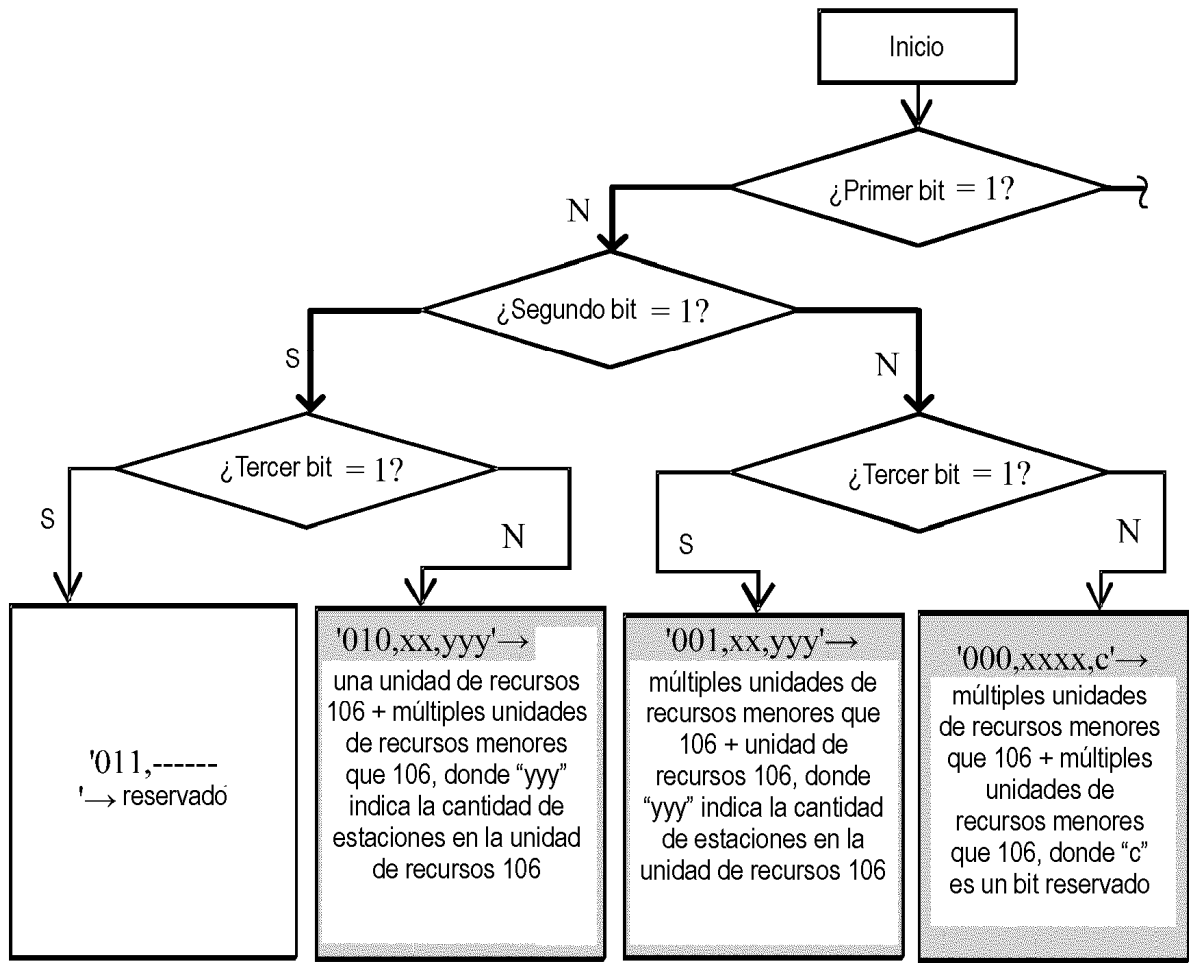 Inicio
¿Primer bit = 1?
N
¿Segundo bit = 1?
S
N
¿Tercer bit = 1?
¿Tercer bit = 1?
S
N
S
N
'011,------
'→ reservado
'010,xx,yyy'→
una unidad de recursos
106 + múltiples unidades
de recursos menores
que 106, donde “yyy”
indica la cantidad de
estaciones en la unidad
de recursos 106
'001,xx,yyy'→
múltiples unidades de
recursos menores que
106 + unidad de
recursos 106, donde
“yyy” indica la cantidad
de estaciones en la
unidad de recursos 106
'000,xxxx,c'→
múltiples unidades
de recursos menores
que 106 + múltiples
unidades de
recursos menores
que 106, donde “c”
es un bit reservado